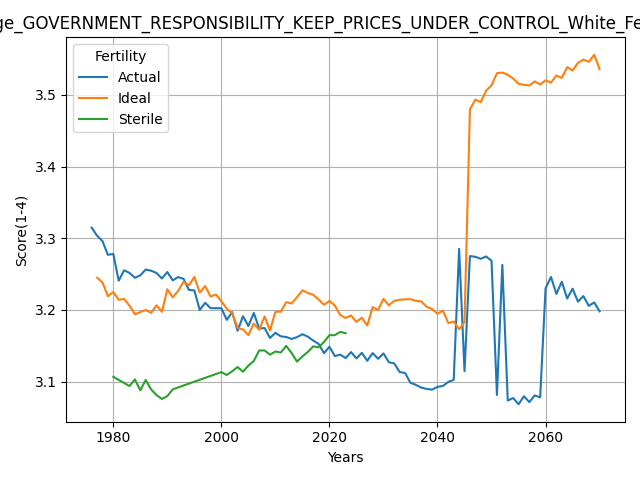 ge_GOVERNMENT_RESPONSIBILITY_KEEP_PRICES_UNDER_CONTROL_White_Fe
Fertility
Actual
Ideal
Sterile
Score(1-4)
3.5
3.4
3.3
3.2
3.1
1980 2000 2020 2040 2060
Years